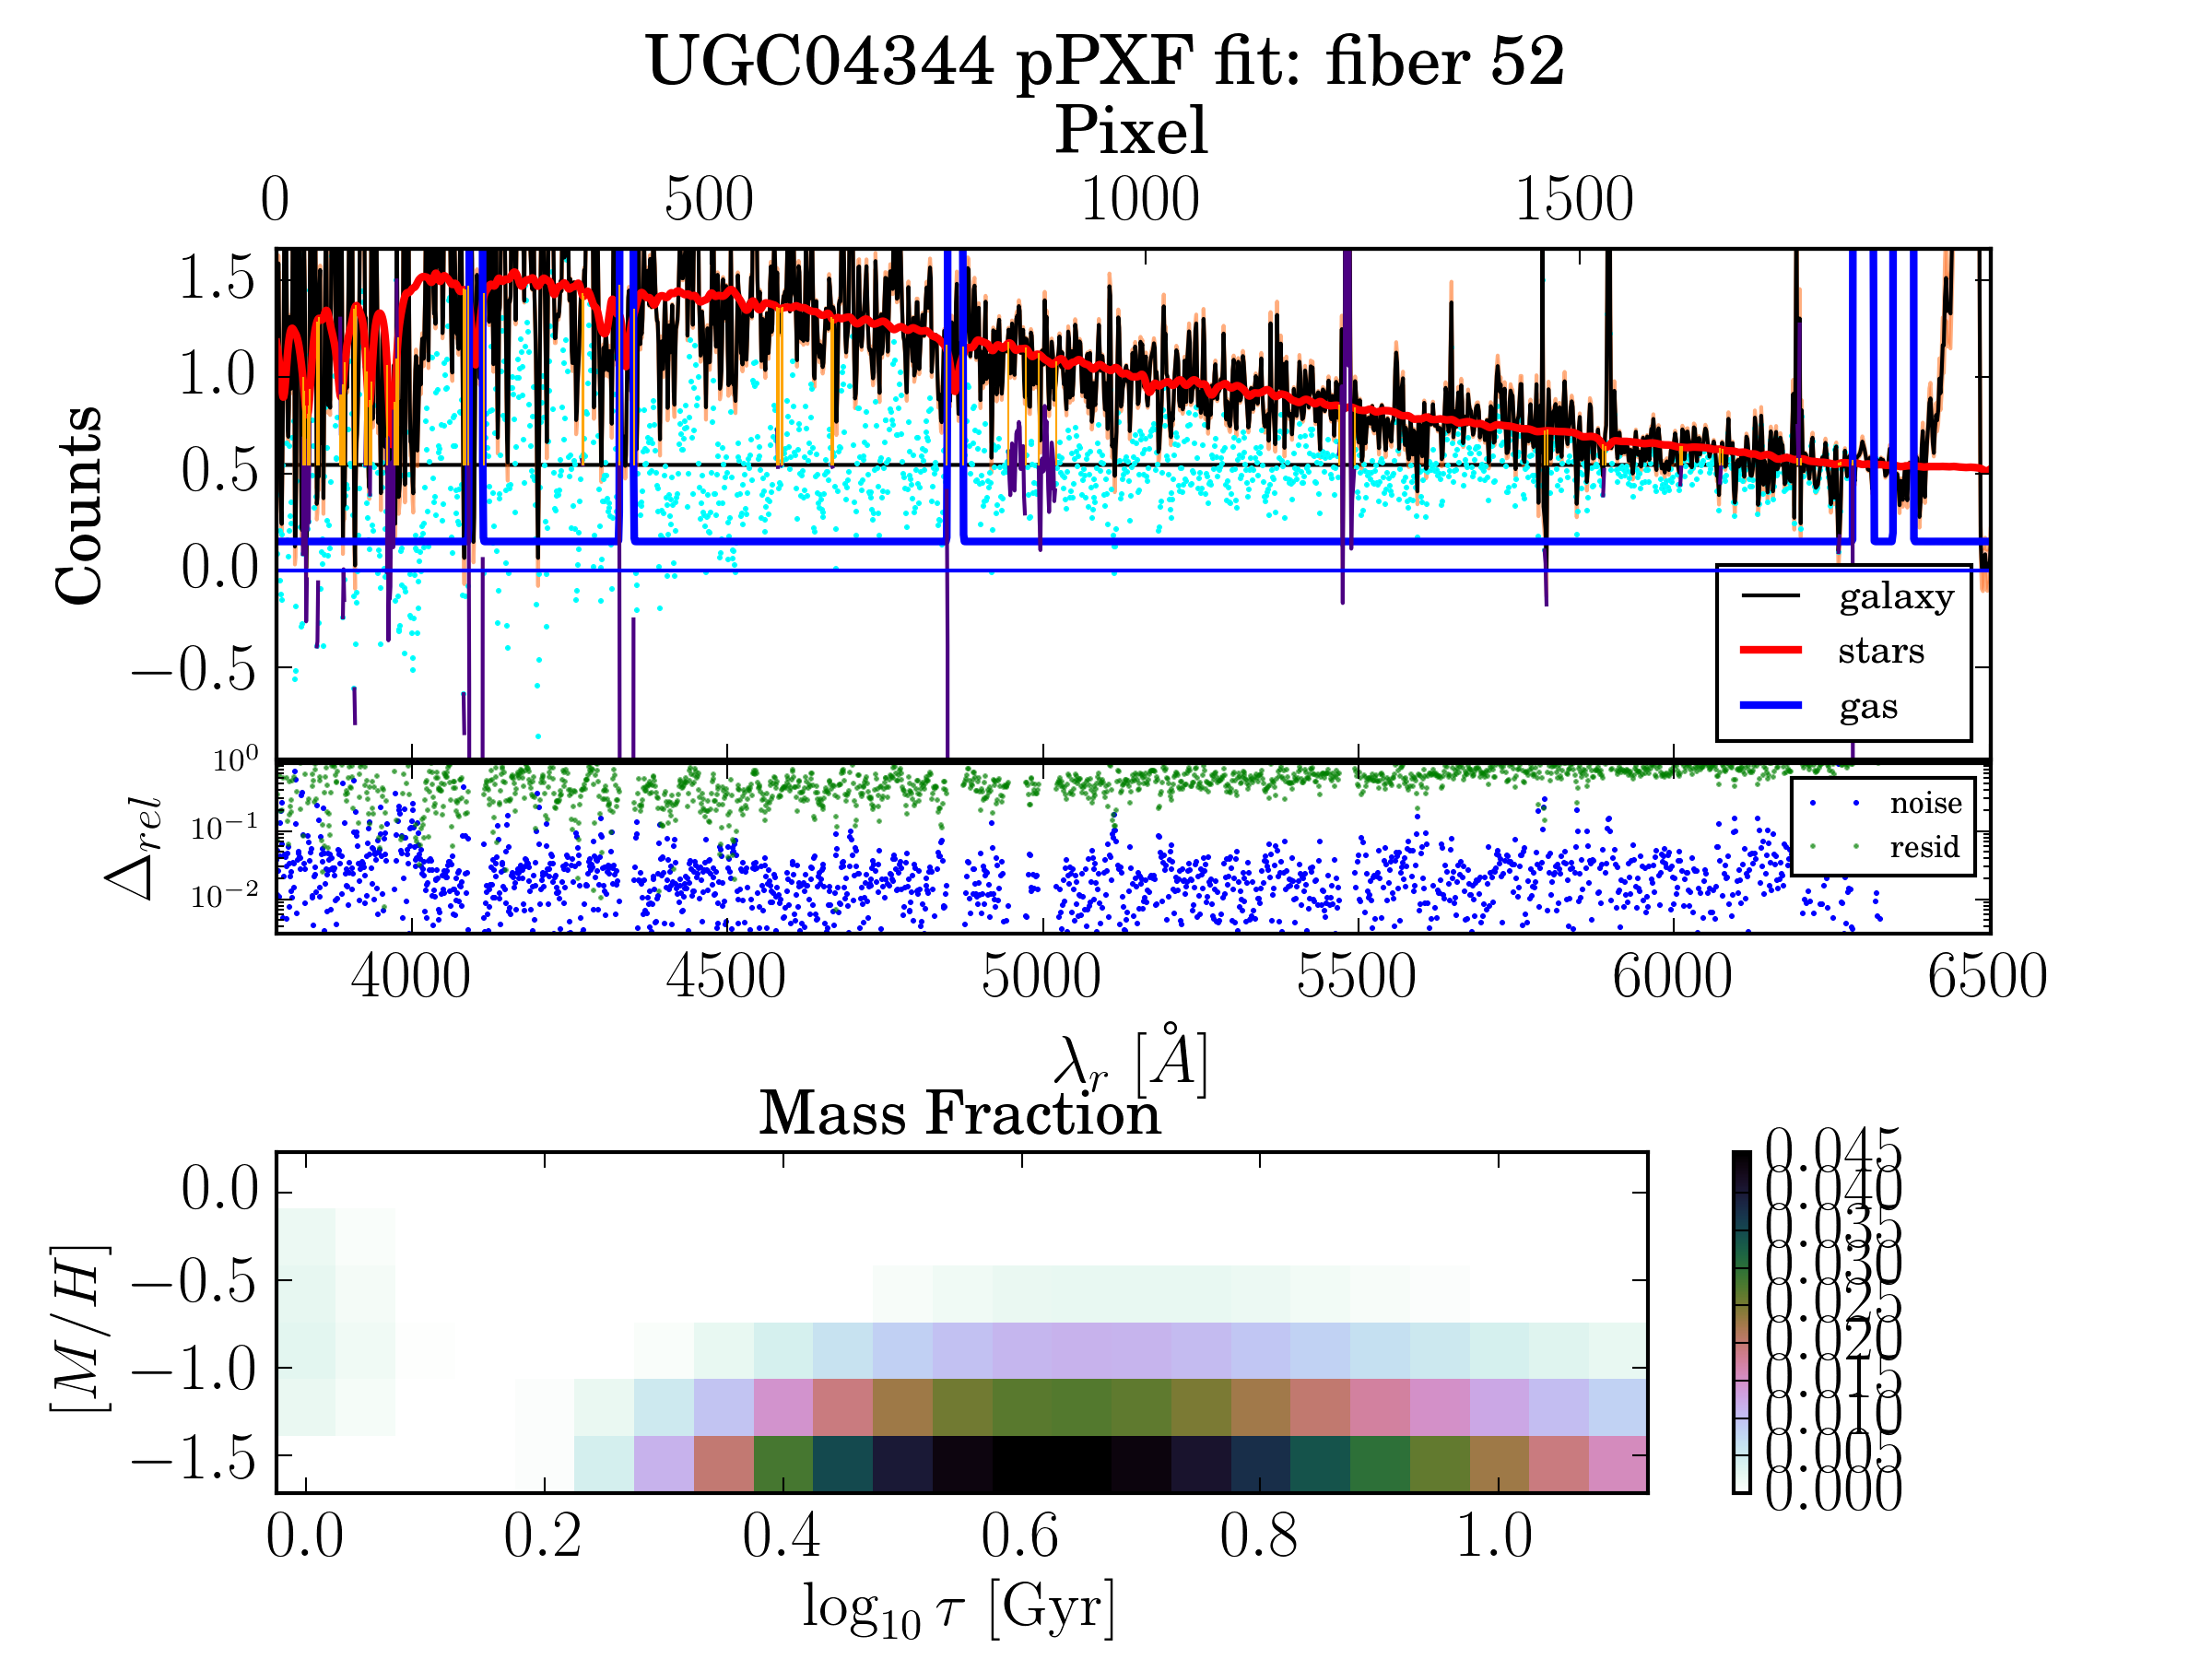 UGC04344 pPXF fit: fiber 52
Pixel
0 500 1000 1500
1.5
1.0
0.5
0.0
−0.5
Counts
galaxy
stars
gas
10⁰
10⁻¹
10⁻²
Δrel
noise
resid
4000 4500 5000 5500 6000 6500
λr [Å]
Mass Fraction
0.0
−0.5
−1.0
−1.5
[M/H]
0.045
0.040
0.035
0.030
0.025
0.020
0.015
0.010
0.005
0.000
0.0 0.2 0.4 0.6 0.8 1.0
log₁₀ τ [Gyr]